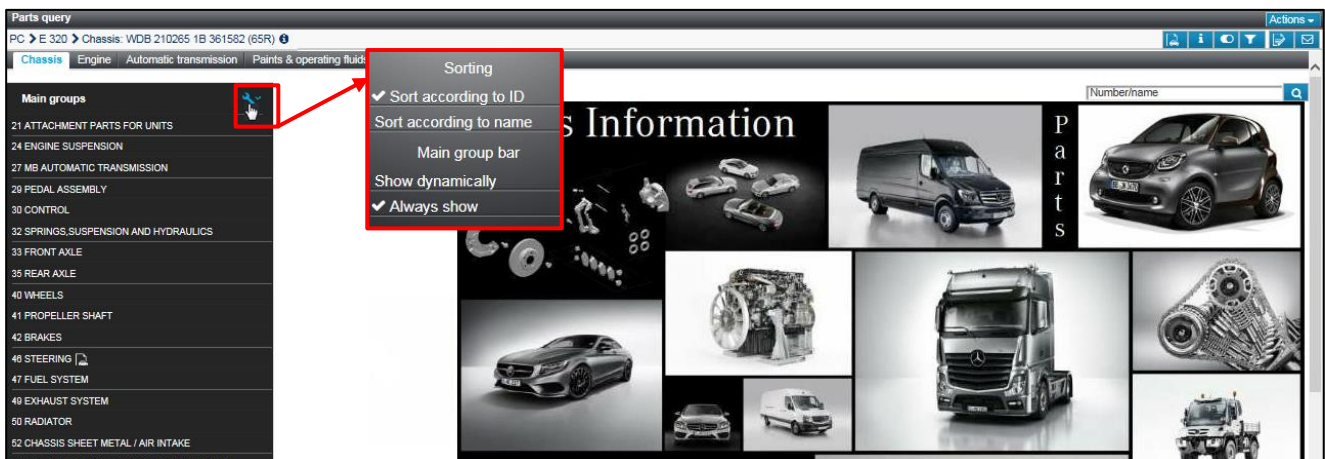 Parts query
Actions
PC > E 320 > Chassis: WDB 210265 1B 361582 (65R)
Chassis Engine Automatic transmission Paints & operating fluids
Main groups
21 ATTACHMENT PARTS FOR UNITS
24 ENGINE SUSPENSION
27 MB AUTOMATIC TRANSMISSION
29 PEDAL ASSEMBLY
30 CONTROL
32 SPRINGS,SUSPENSION AND HYDRAULICS
33 FRONT AXLE
35 REAR AXLE
40 WHEELS
41 PROPELLER SHAFT
42 BRAKES
46 STEERING
47 FUEL SYSTEM
49 EXHAUST SYSTEM
50 RADIATOR
52 CHASSIS SHEET METAL / AIR INTAKE
Sorting
Sort according to ID
Sort according to name
Main group bar
Show dynamically
Always show
Number/name
s Information
Parts